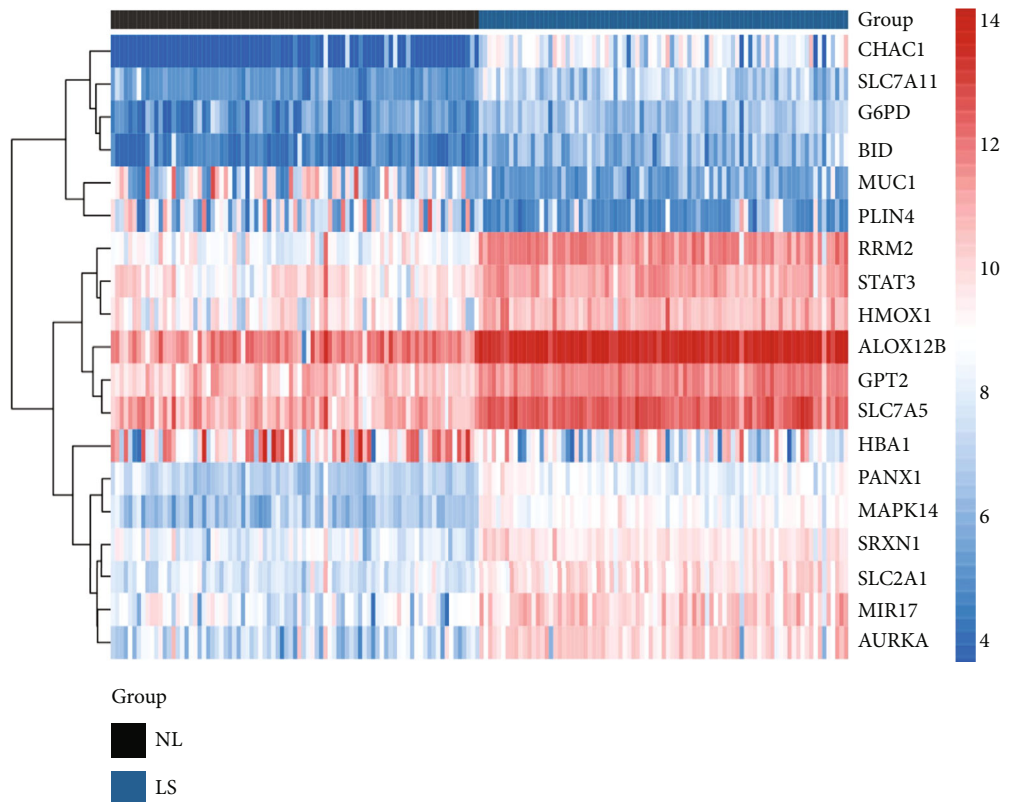 Group
CHAC1
SLC7A11
G6PD
BID
MUC1
PLIN4
RRM2
STAT3
HMOX1
ALOX12B
GPT2
SLC7A5
HBA1
PANX1
MAPK14
SRXN1
SLC2A1
MIR17
AURKA
14
12
10
8
6
4
Group
NL
LS